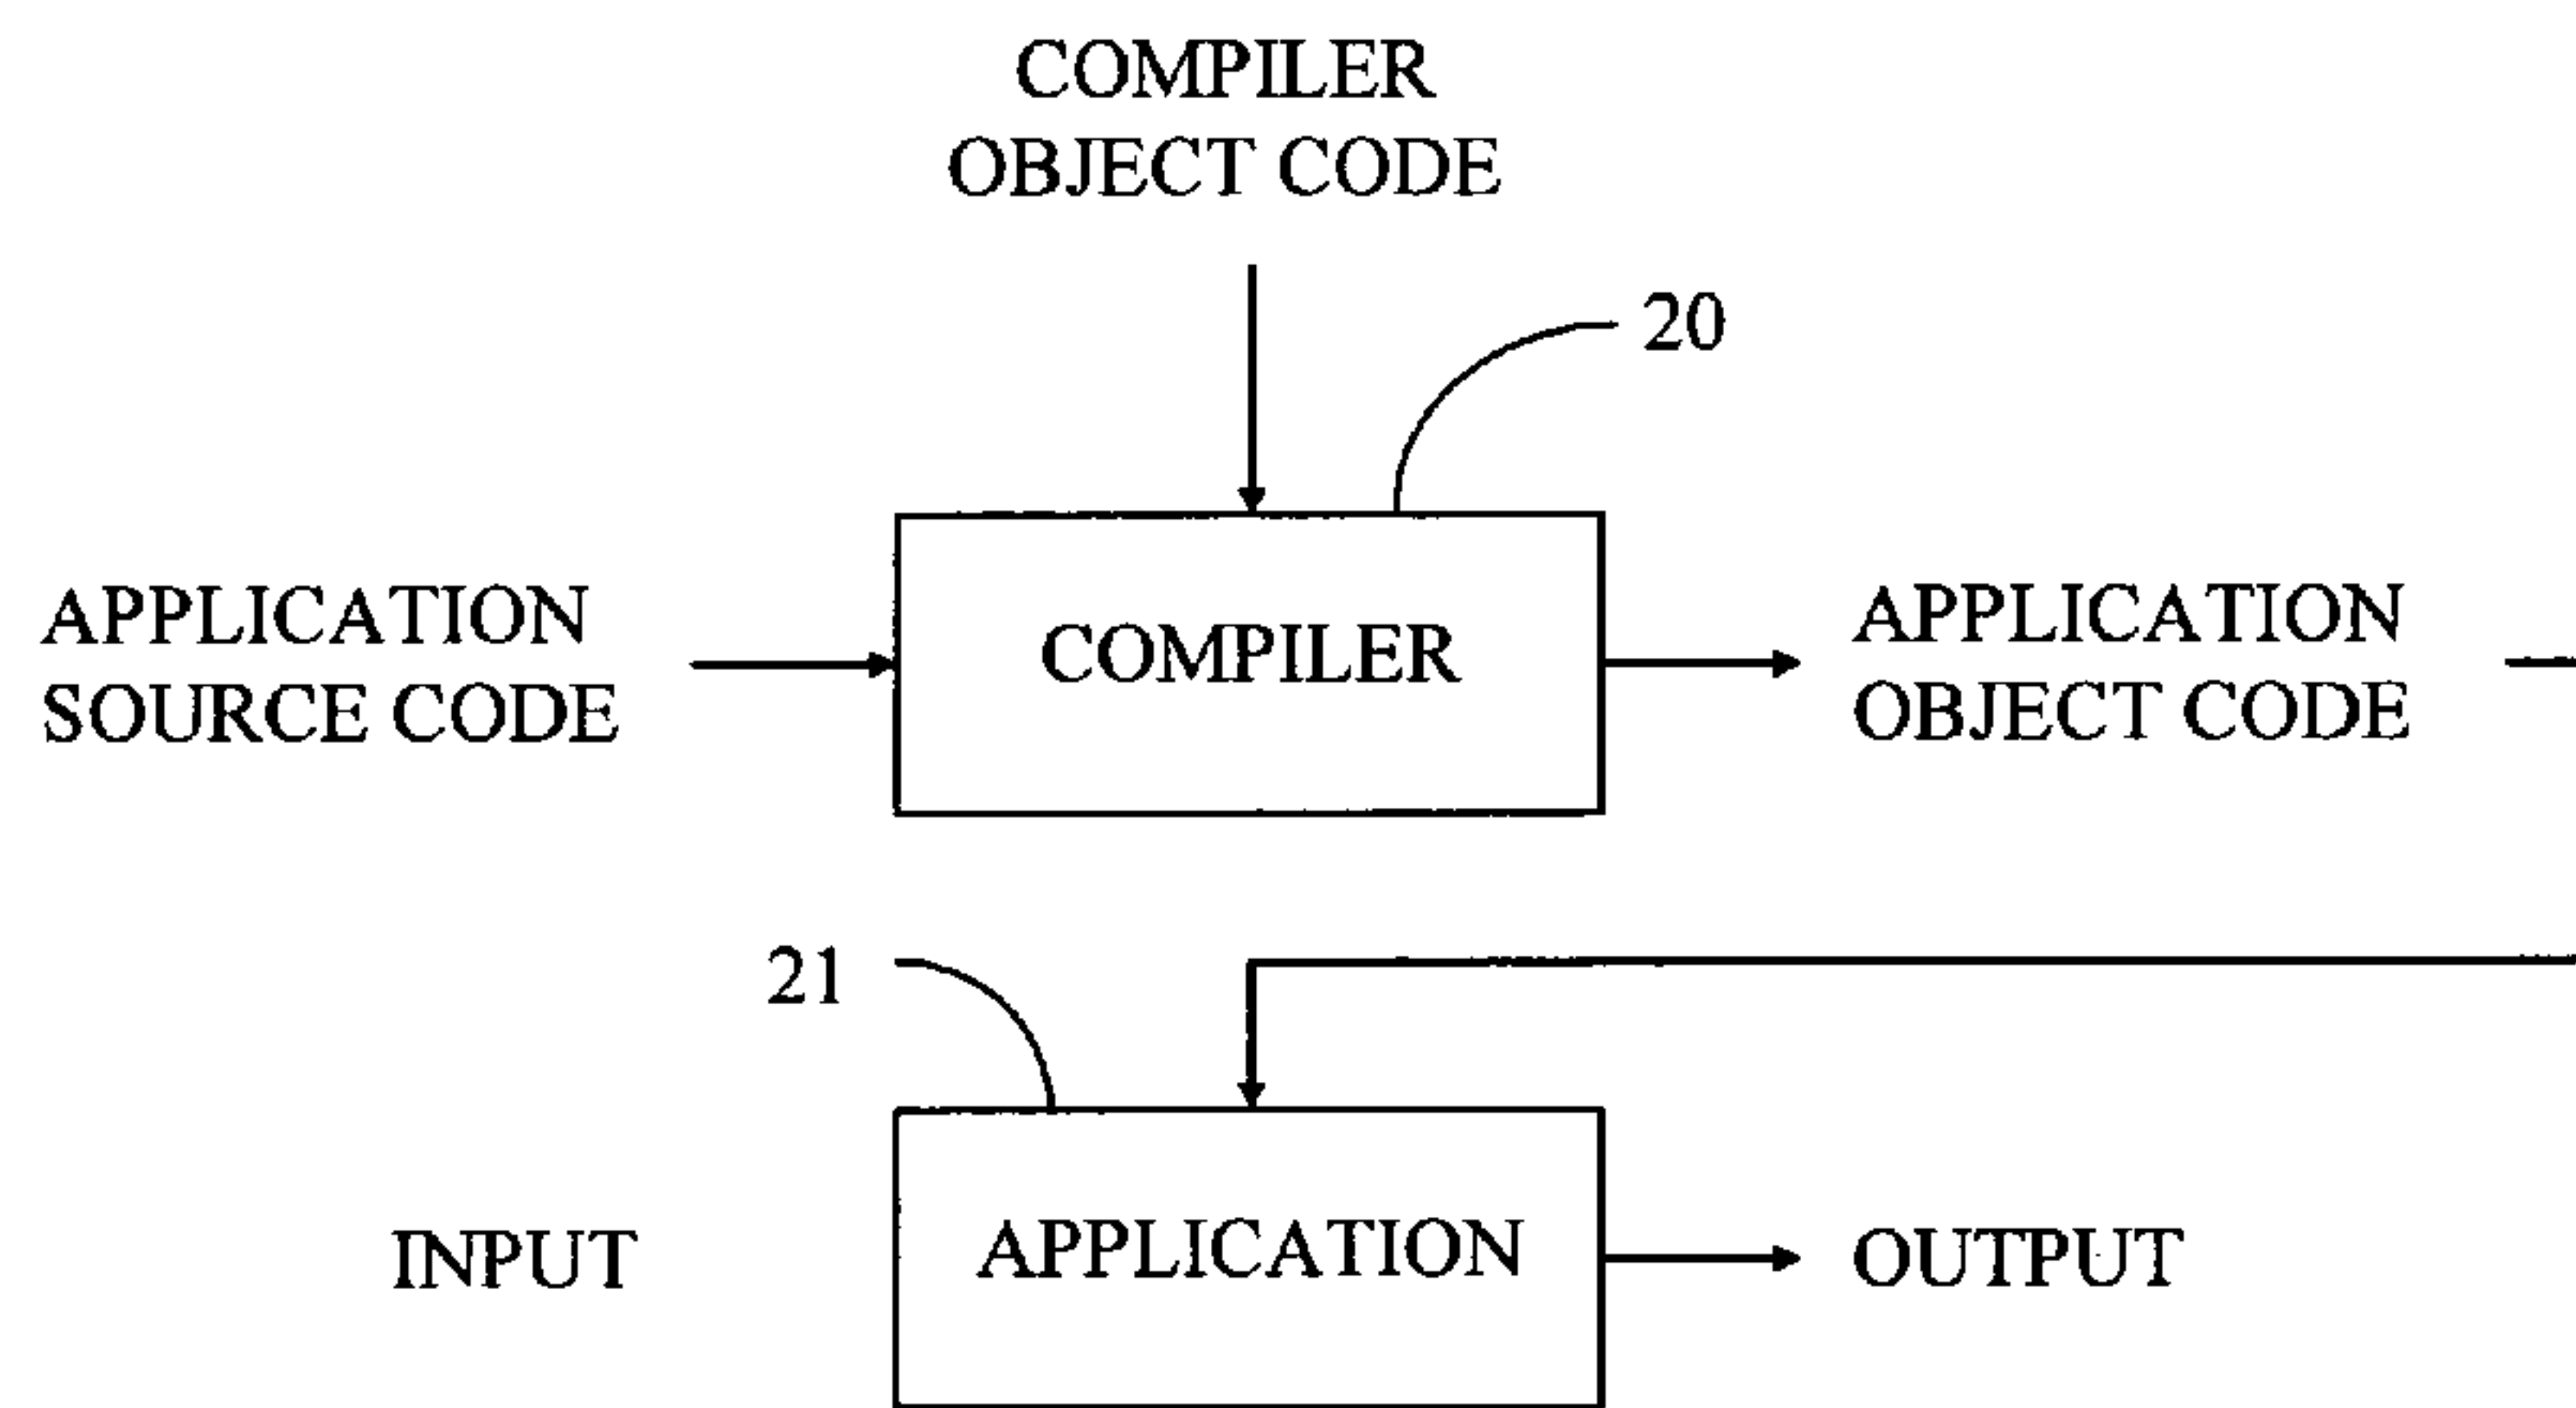 COMPILER
OBJECT CODE
20
APPLICATION
SOURCE CODE
COMPILER
APPLICATION
OBJECT CODE
21
INPUT
APPLICATION
OUTPUT